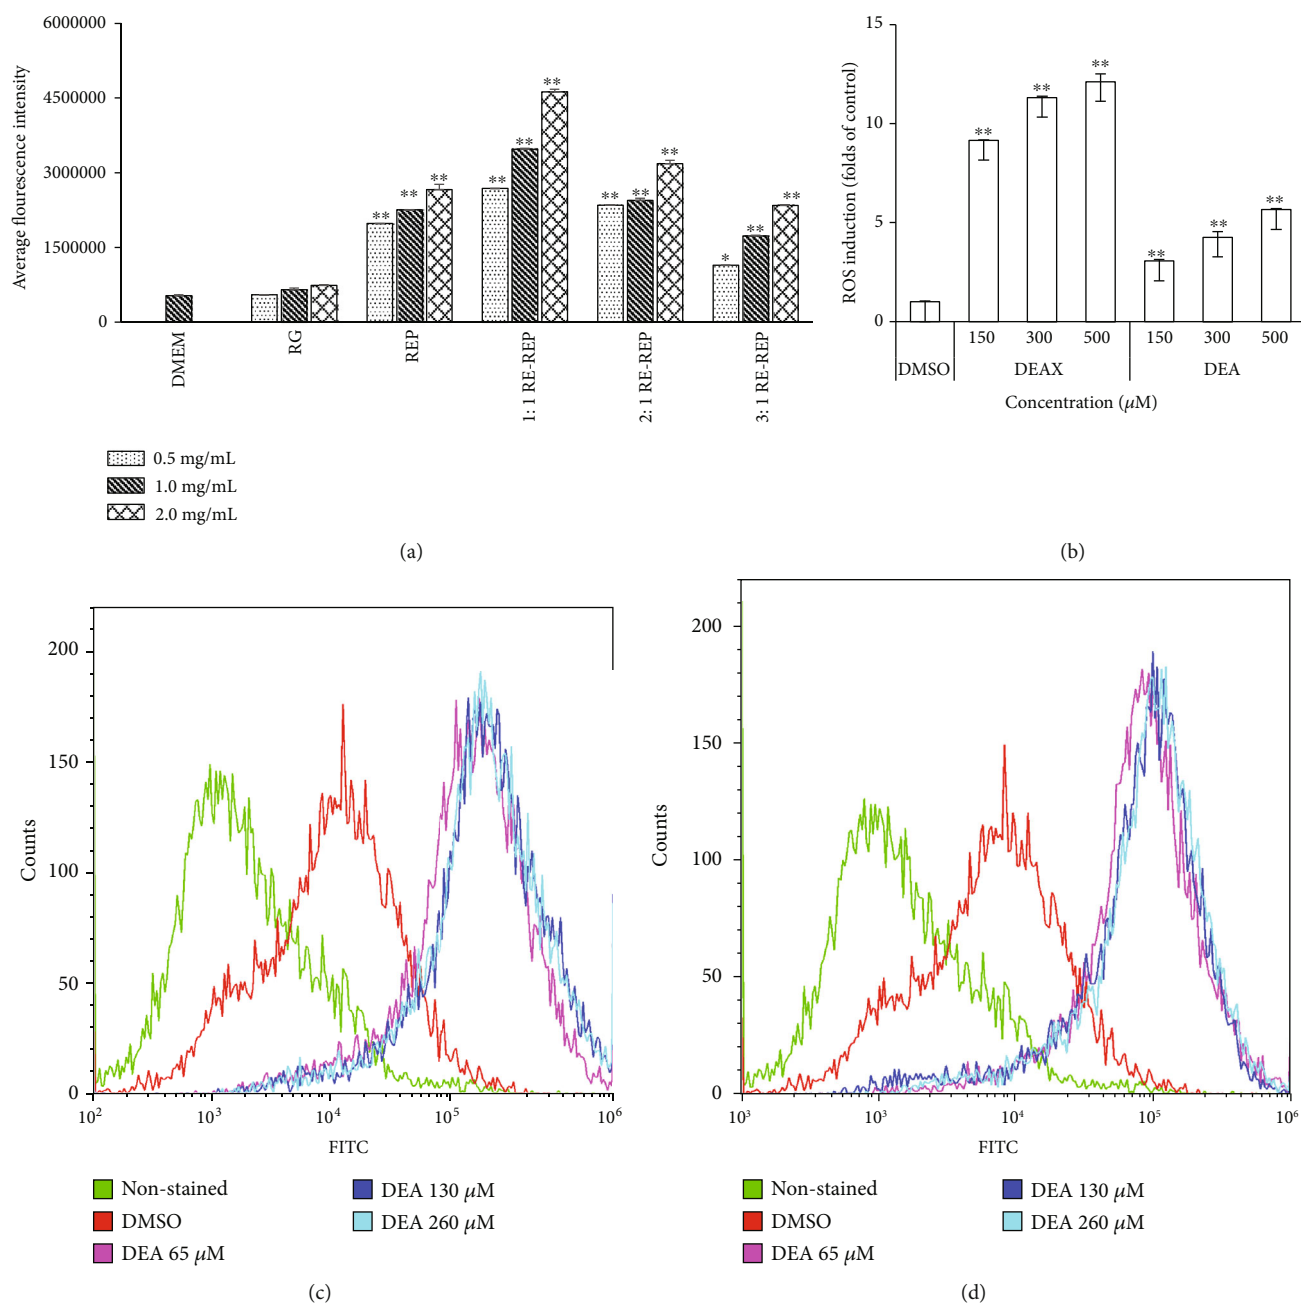 6000000
4500000
3000000
1500000
0
Average flourescence intensity
** ** ** ** ** ** ** ** ** * ** **
DMEM
RG
REP
1: 1 RE-REP
2: 1 RE-REP
3: 1 RE-REP
0.5 mg/mL
1.0 mg/mL
2.0 mg/mL
(a)
15
10
5
0
ROS induction (folds of control)
** ** ** ** ** **
150 300 500 150 300 500
DMSO DEAX DEA
Concentration (μM)
(b)
200
150
100
50
0
Counts
10² 10³ 10⁴ 10⁵ 10⁶
FITC
Non-stained
DMSO
DEA 65 μM
DEA 130 μM
DEA 260 μM
(c)
200
150
100
50
0
Counts
10³ 10³ 10⁴ 10⁵ 10⁶
FITC
Non-stained
DMSO
DEA 65 μM
DEA 130 μM
DEA 260 μM
(d)